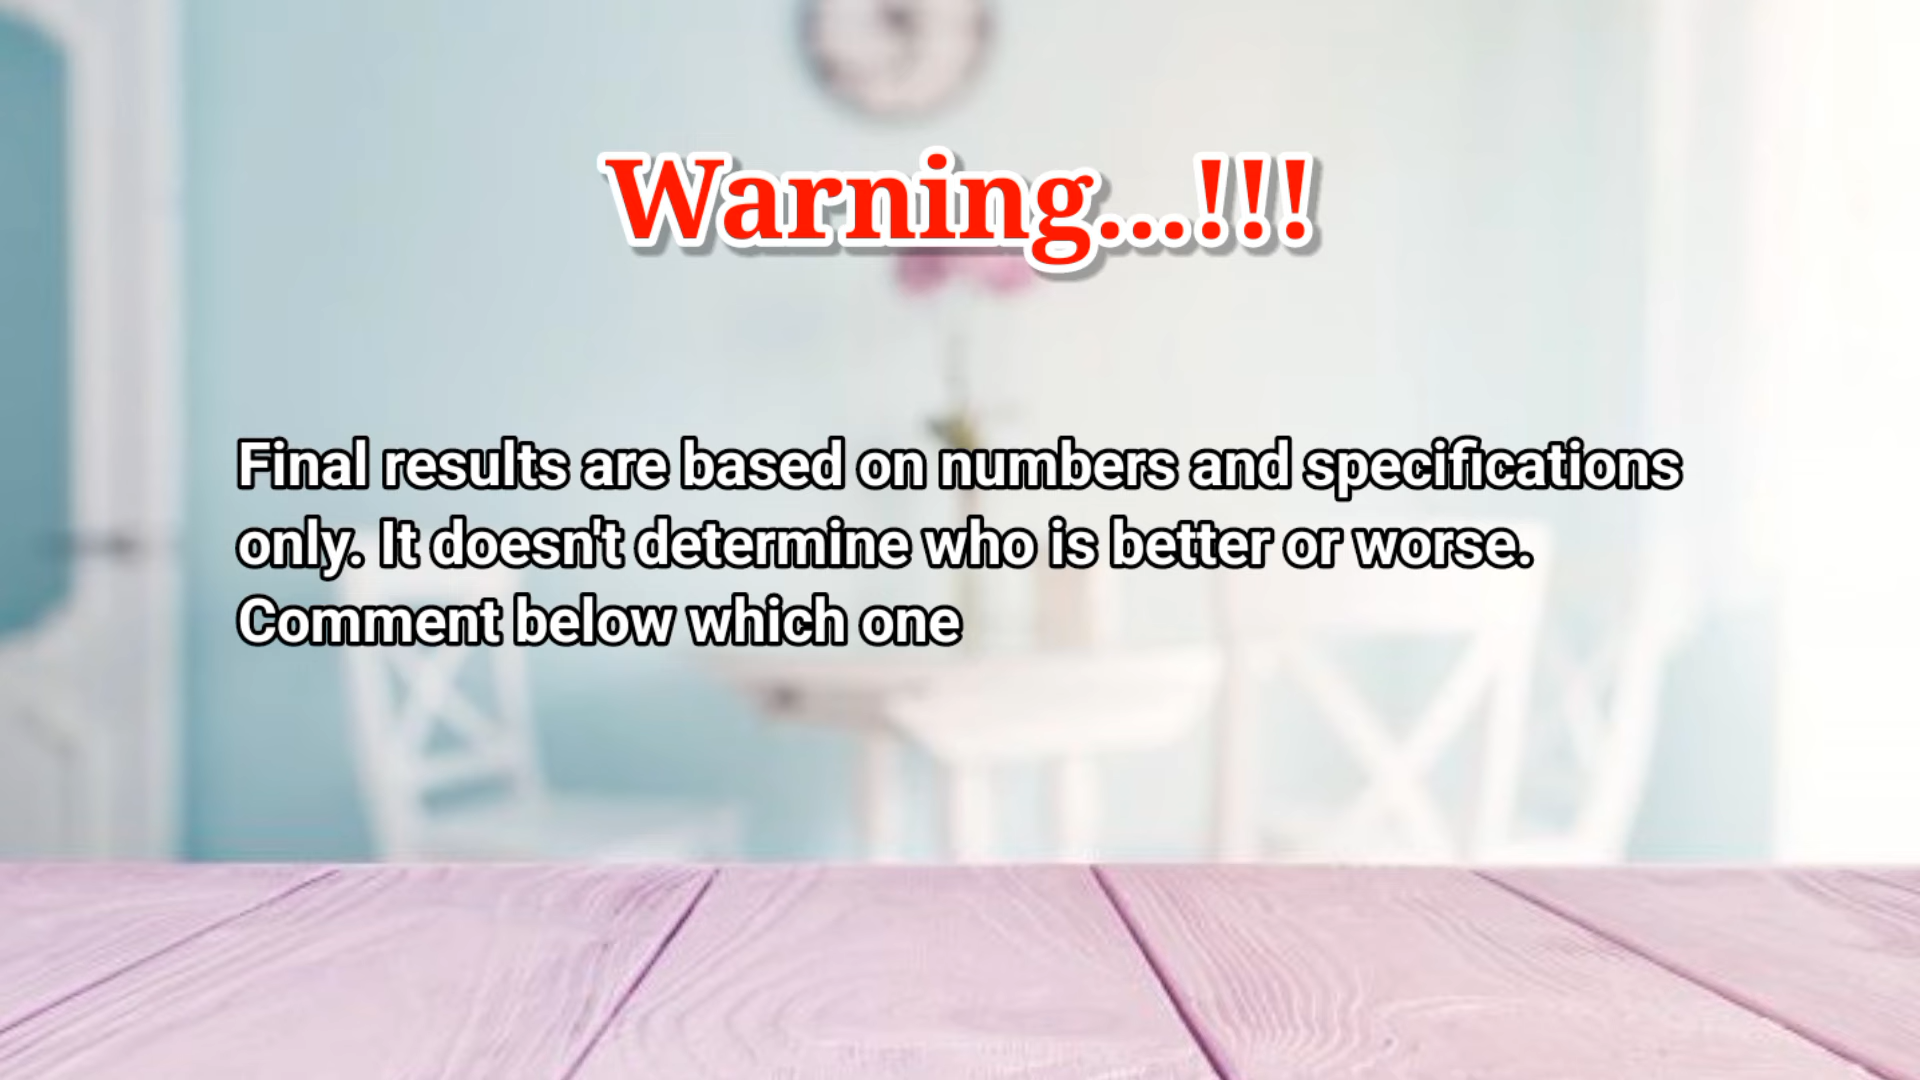 Warning...!!!
Final results are based on numbers and specifications
only. It doesn't determine who is better or worse.
Comment below which one